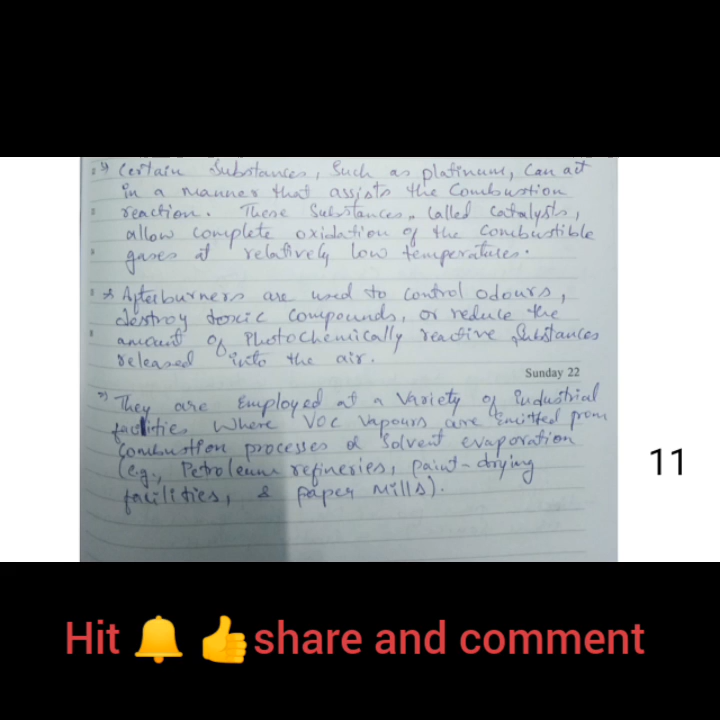 Certain Substances, Such as platinum, Can act
in a manner that assists the Combustion
reaction. These Substances, Called Catalysts,
allow complete oxidation of the Combustible
gases at relatively low temperatures.
Afterburners are used to control odours,
destroy toxic compounds, or reduce the
amount of Photochemically reactive Substances
released into the air.
Sunday 22
They are Employed at a Variety of industrial
facilities Where VOC Vapours are Emitted from
Combustion processes or Solvent evaporation
(e.g., Petroleum refineries, paint-drying
facilities, & paper Mills).
11
Hit 🔔 👍 share and comment